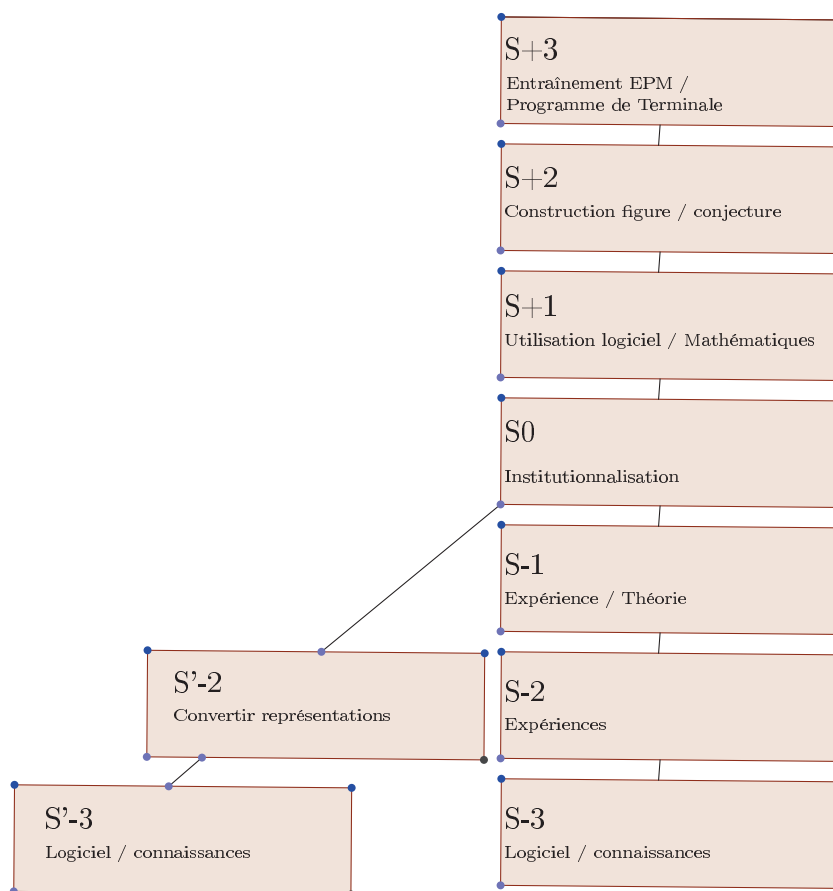 S+3
Entraînement EPM /
Programme de Terminale
S+2
Construction figure / conjecture
S+1
Utilisation logiciel / Mathématiques
S0
Institutionnalisation
S-1
Expérience / Théorie
S'-2
Convertir représentations
S-2
Expériences
S'-3
Logiciel / connaissances
S-3
Logiciel / connaissances